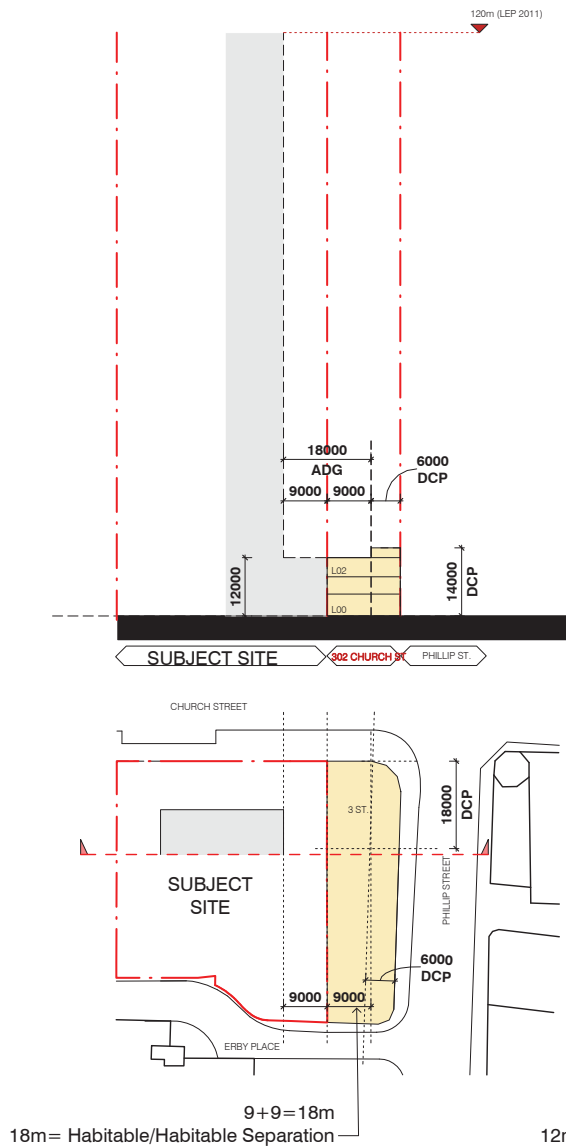 120m (LEP 2011)
18000
ADG
6000
DCP
9000
9000
12000
L02
L00
14000
DCP
SUBJECT SITE
302 CHURCH ST
PHILLIP ST.
CHURCH STREET
3 ST.
18000
DCP
PHILLIP STREET
SUBJECT
SITE
6000
DCP
9000
9000
ERBY PLACE
9+9=18m
18m= Habitable/Habitable Separation
12m